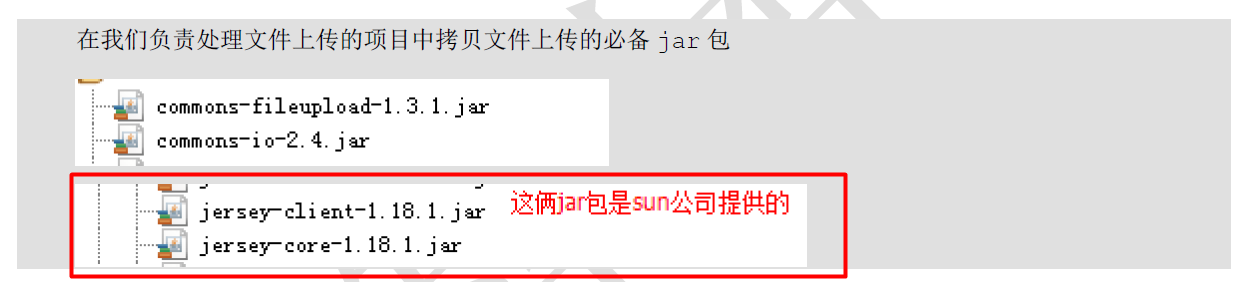 在我们负责处理文件上传的项目中拷贝文件上传的必备 jar 包
commons-fileupload-1.3.1.jar
commons-io-2.4.jar
jersey-client-1.18.1.jar 这俩jar包是sun公司提供的
jersey-core-1.18.1.jar